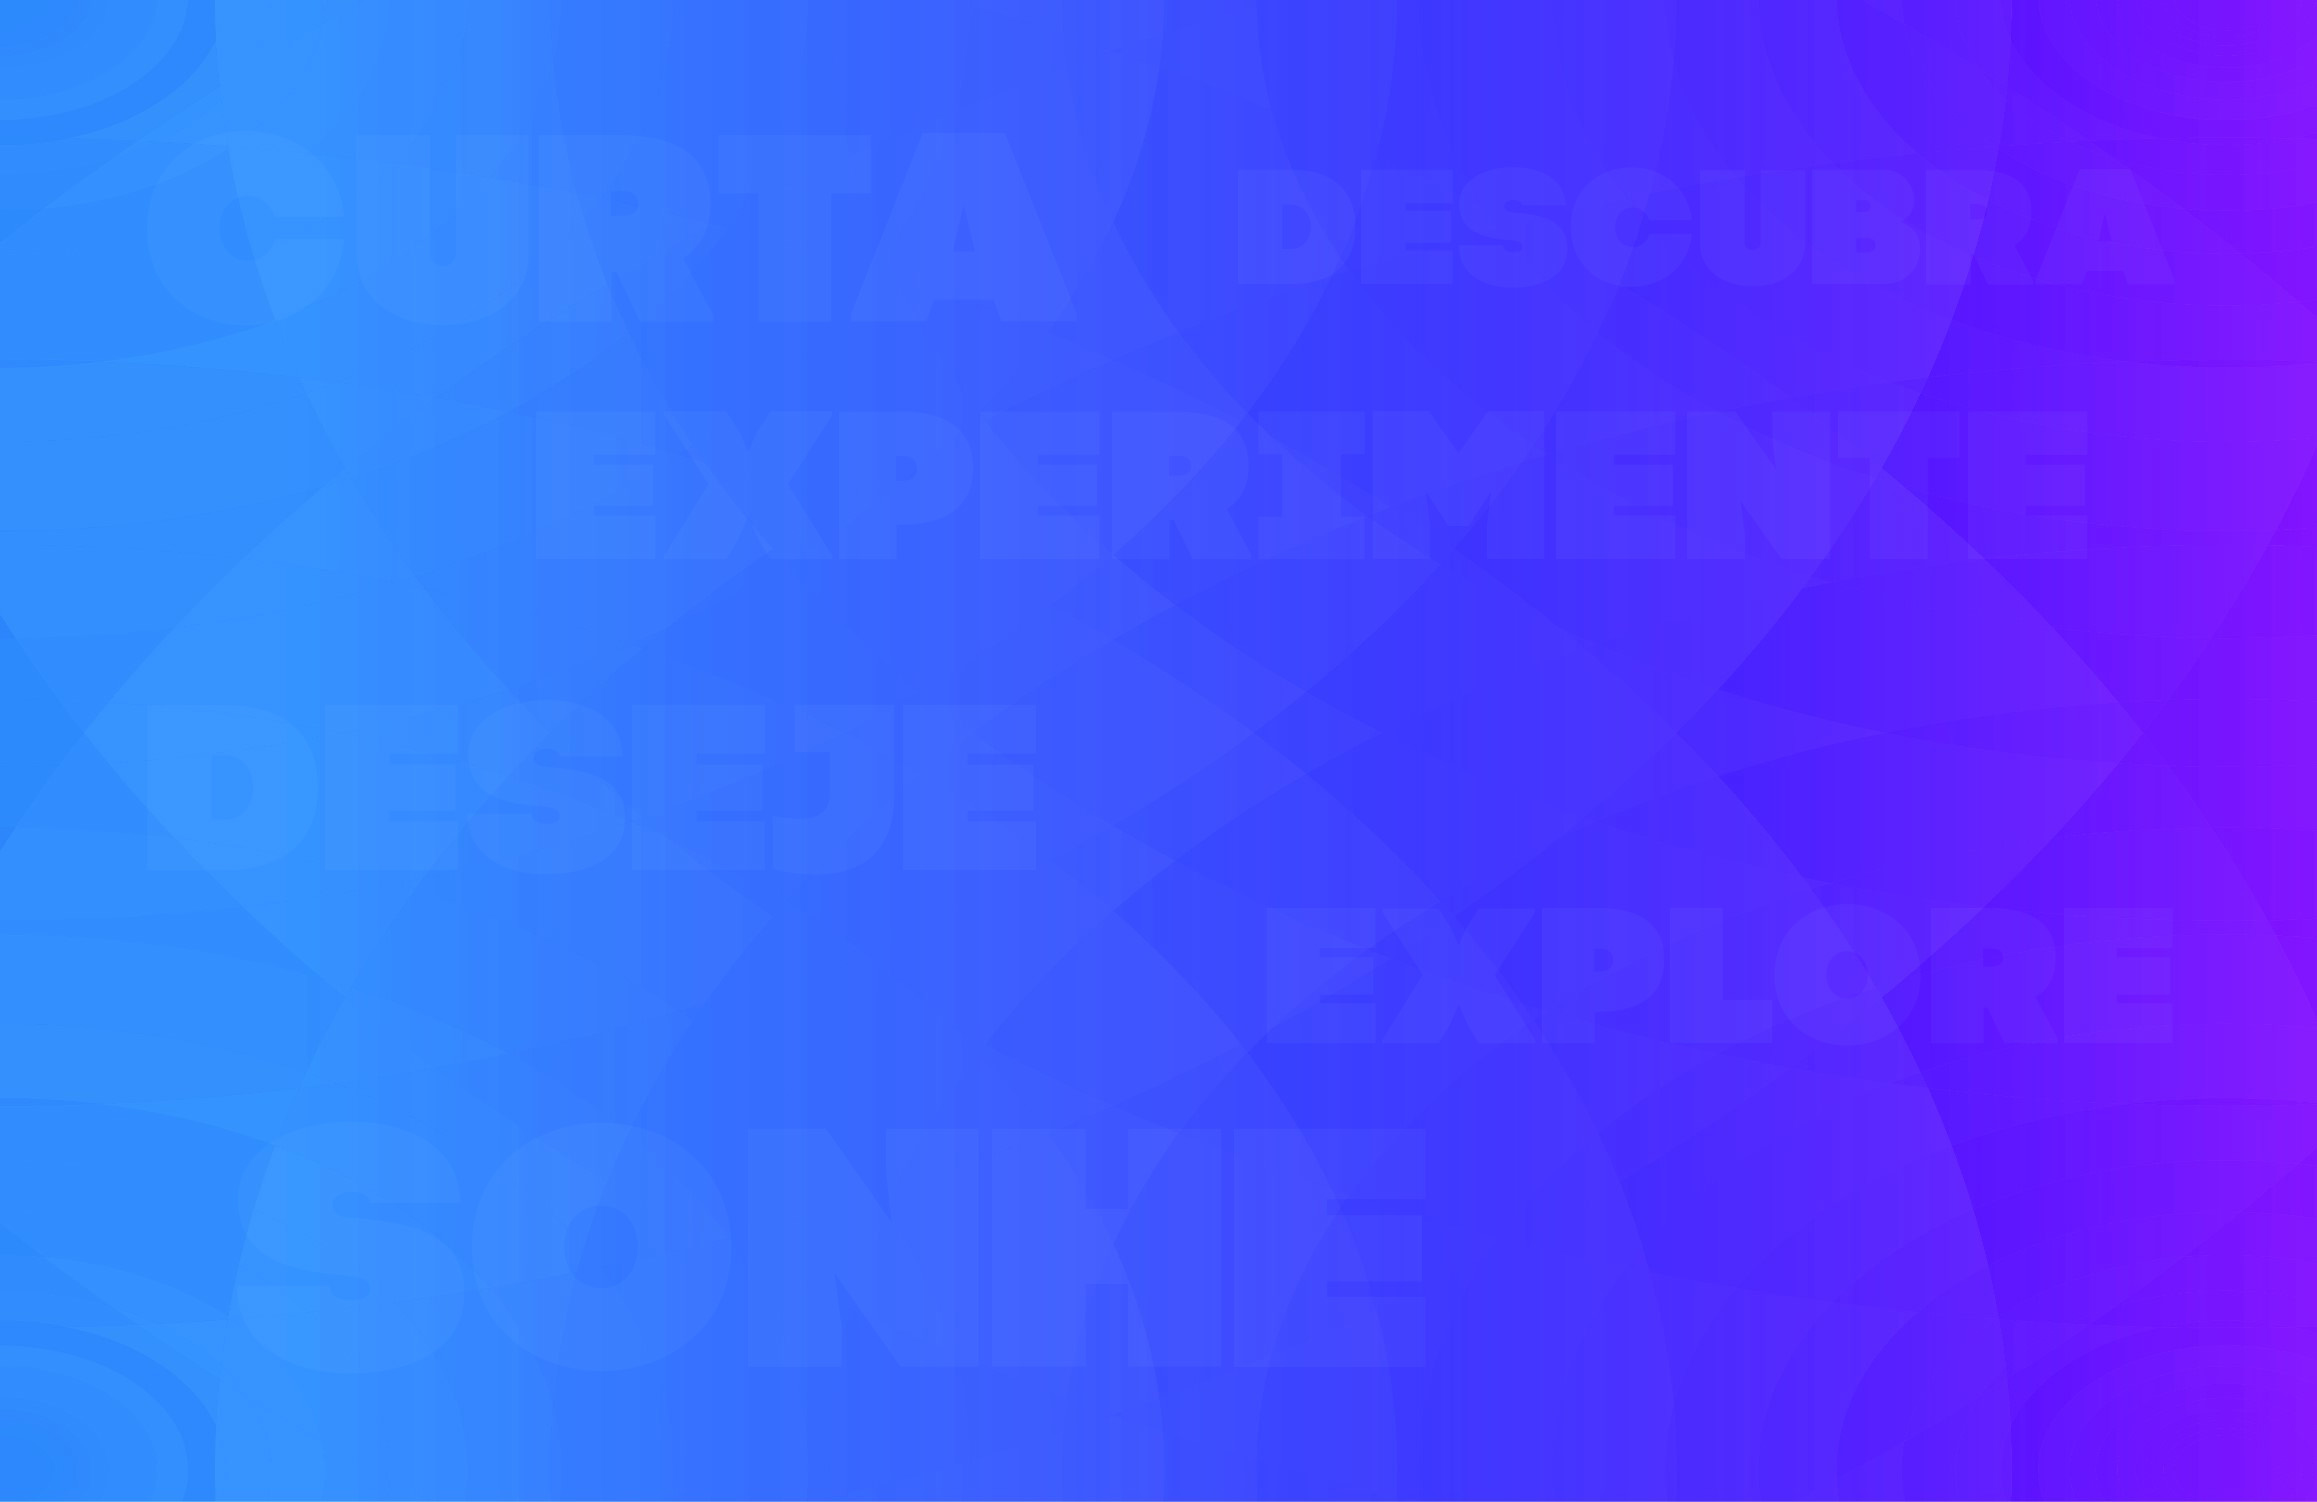 CURTA
DESCUBRA
EXPERIMENTE
DESEJE
EXPLORE
SONHE